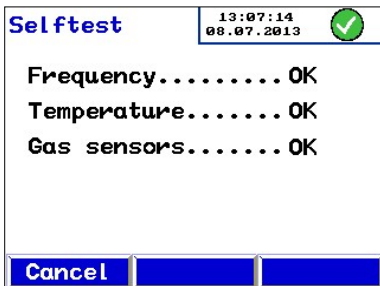 Selftest
13:07:14
08.07.2013
Frequency.........OK
Temperature.......OK
Gas sensors.......OK
Cancel